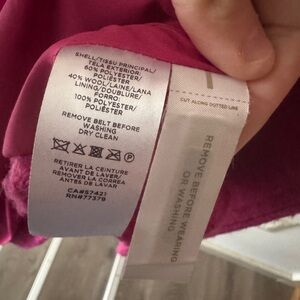 SHELL/TISSU PRINCIPAL/
TELA EXTERIOR:
60% POLYESTER/
POLIÉSTER
40% WOOL/LAINE/LANA
LINING/DOUBLURE/
FORRO:
100% POLYESTER/
POLIÉSTER
REMOVE BELT BEFORE
WASHING
DRY CLEAN
RETIRER LA CEINTURE
AVANT DE LAVER/
REMOVER LA CORREA
ANTES DE LAVAR/
CA#57421
RN#77379
CUT ALONG DOTTED LINE
REMOVE BEFORE WEARING
OR WASHING